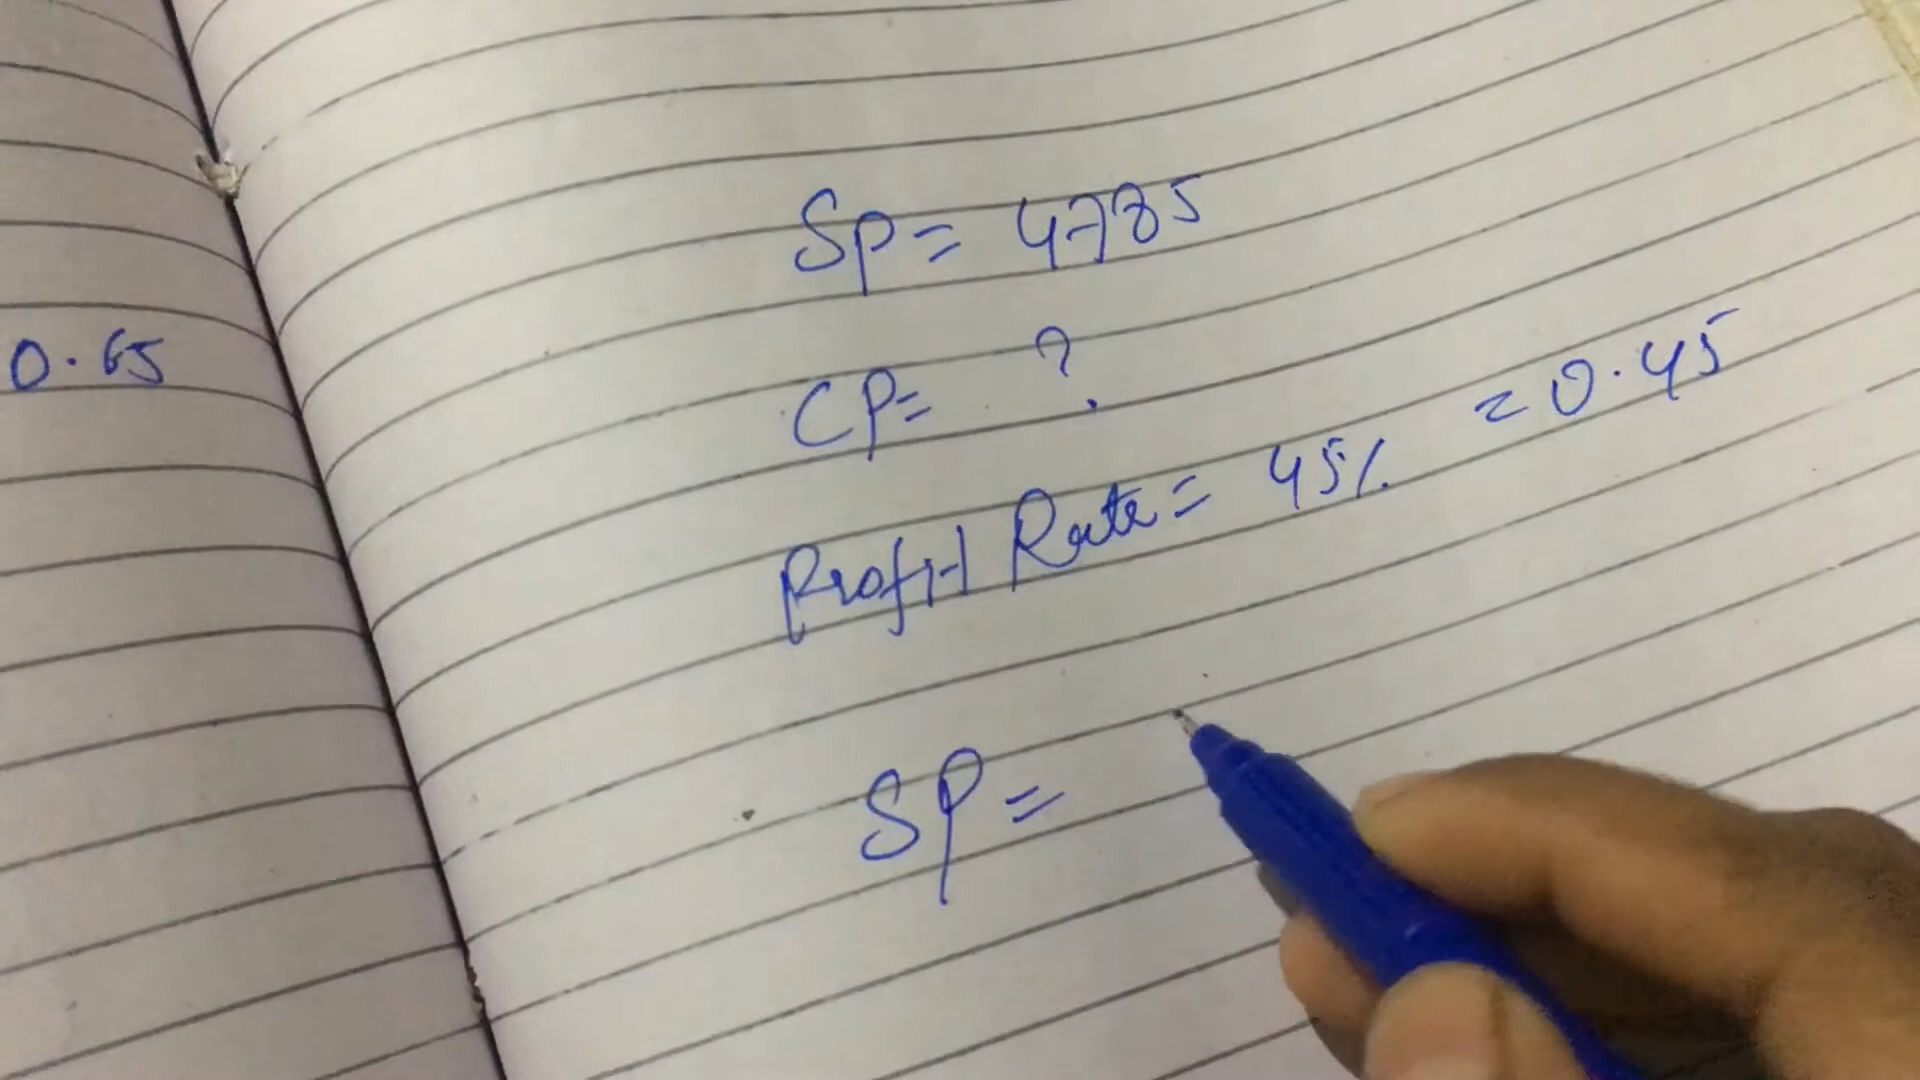 0.65
SP= 4785
CP= ?
Profit Rate= 45% = 0.45
SP=